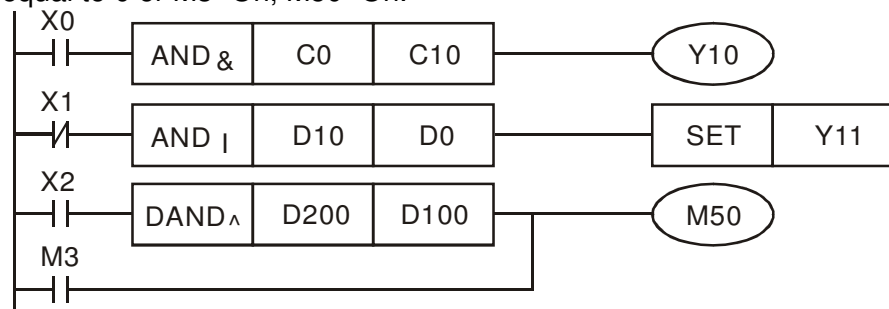 equal to 0 or M3=On, M50=On.
X0
AND & C0 C10 Y10
X1
AND | D10 D0 SET Y11
X2
DAND^ D200 D100 M50
M3